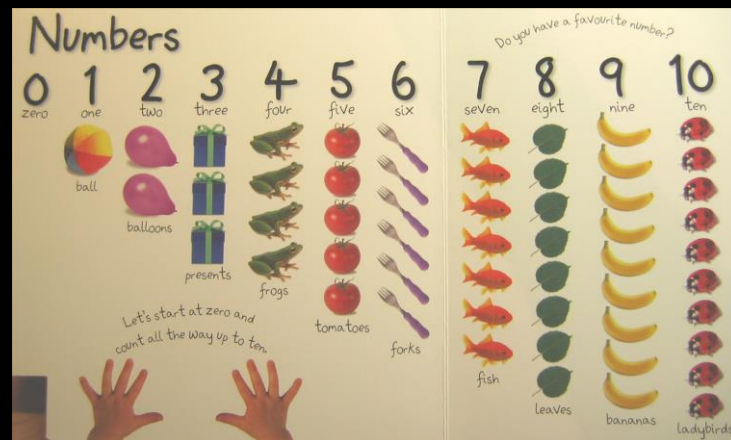 Numbers
Do you have a favourite number?
0 1 2 3 4 5 6 7 8 9 10
zero one two three four five six seven eight nine ten
ball
balloons
presents
frogs
tomatoes
forks
fish
leaves
bananas
ladybirds
Let's start at zero and
count all the way up to ten.